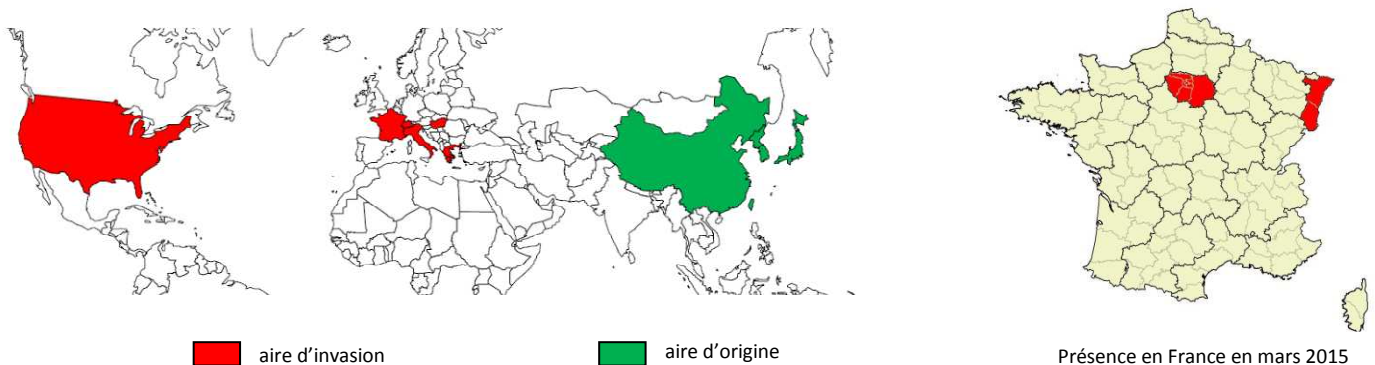 aire d’invasion
aire d’origine
Présence en France en mars 2015